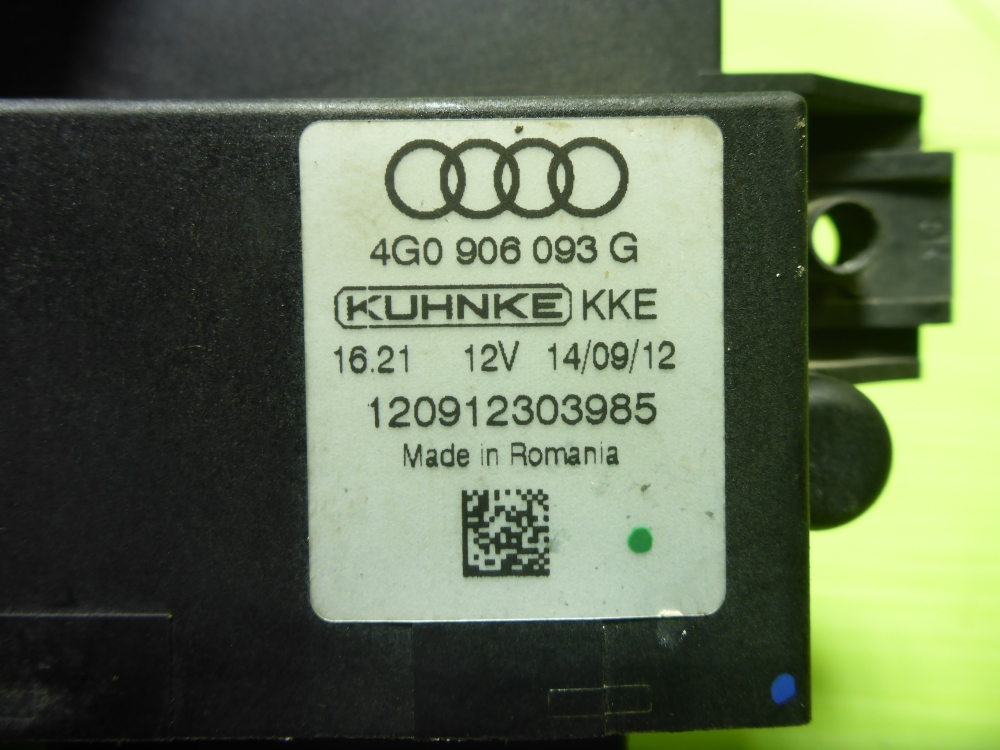 4G0 906 093 G
KUHNKE KKE
16.21 12V 14/09/12
120912303985
Made in Romania